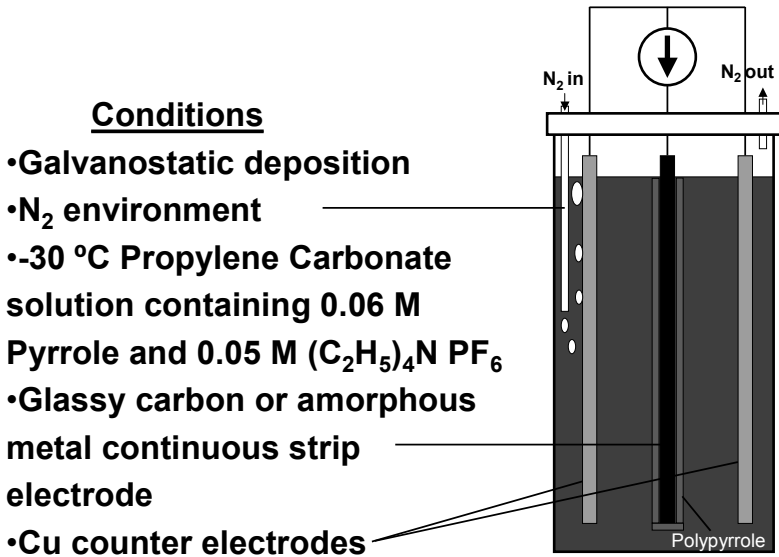 Conditions
•Galvanostatic deposition
•N₂ environment
•-30 ºC Propylene Carbonate
solution containing 0.06 M
Pyrrole and 0.05 M (C₂H₅)₄N PF₆
•Glassy carbon or amorphous
metal continuous strip
electrode
•Cu counter electrodes
N₂ in
N₂ out
Polypyrrole